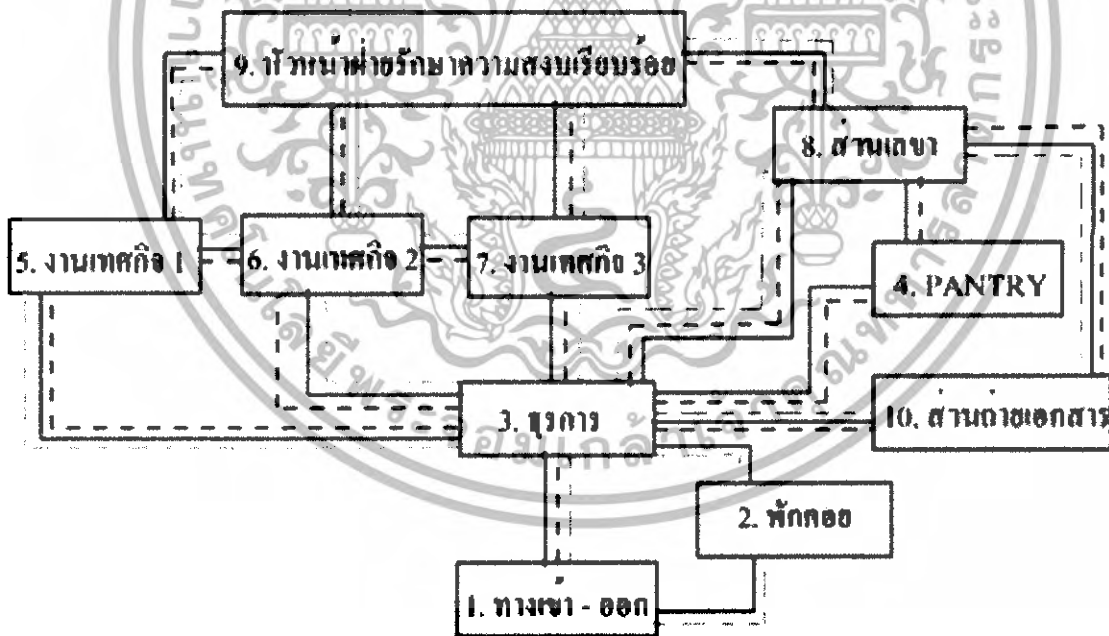 9. หัวหน้าฝ่ายรักษาความสงบเรียบร้อย
8. ส่วนเลขา
5. งานเทศกิจ 1
6. งานเทศกิจ 2
7. งานเทศกิจ 3
4. PANTRY
3. ธุรการ
10. ส่วนถ่ายเอกสาร
2. พักคอย
1. ทางเข้า - ออก